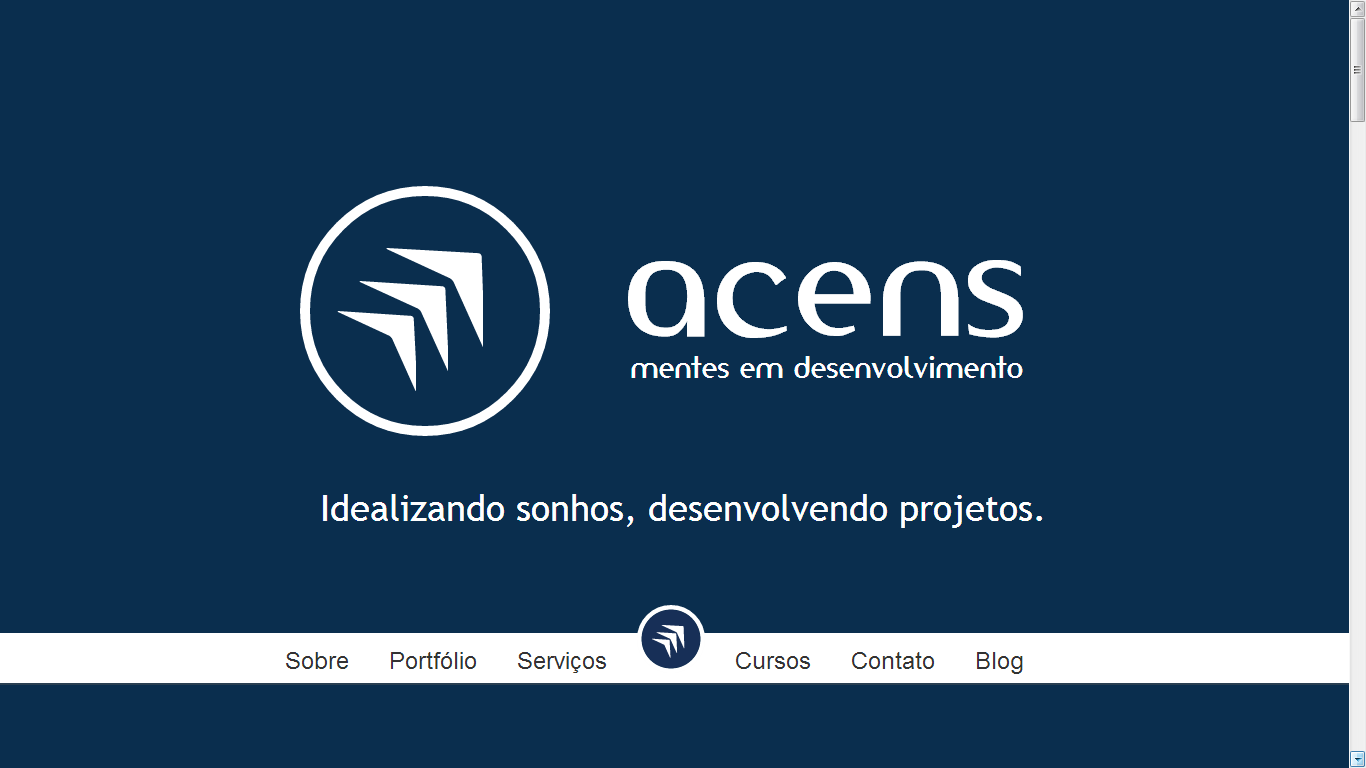 acens
mentes em desenvolvimento
Idealizando sonhos, desenvolvendo projetos.
Sobre Portfólio Serviços Cursos Contato Blog